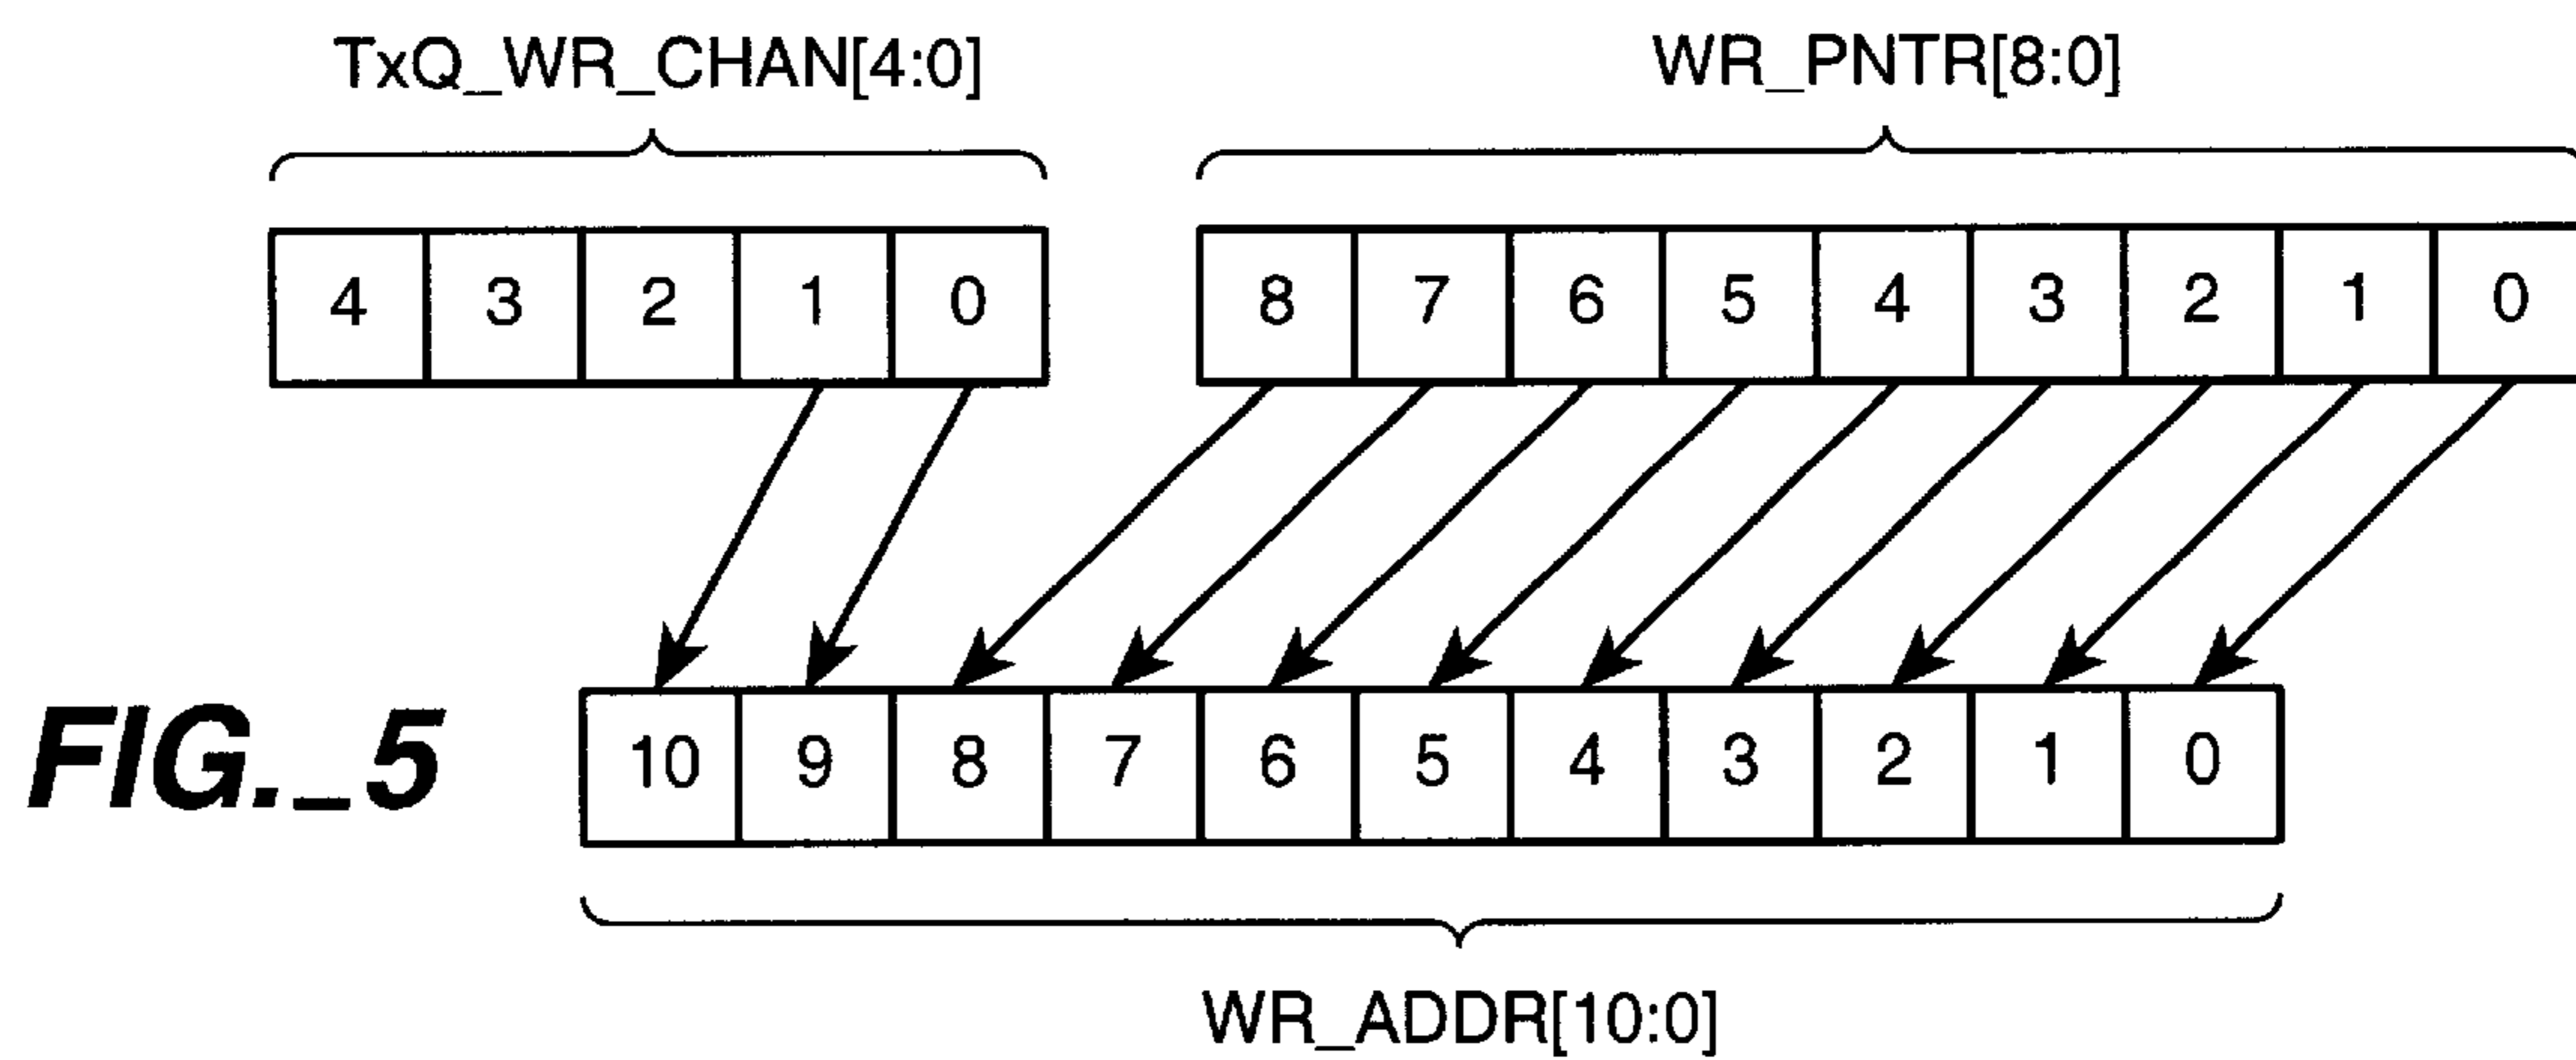 TxQ_WR_CHAN[4:0] WR_PNTR[8:0]
4 3 2 1 0 8 7 6 5 4 3 2 1 0
FIG._5 10 9 8 7 6 5 4 3 2 1 0
WR_ADDR[10:0]